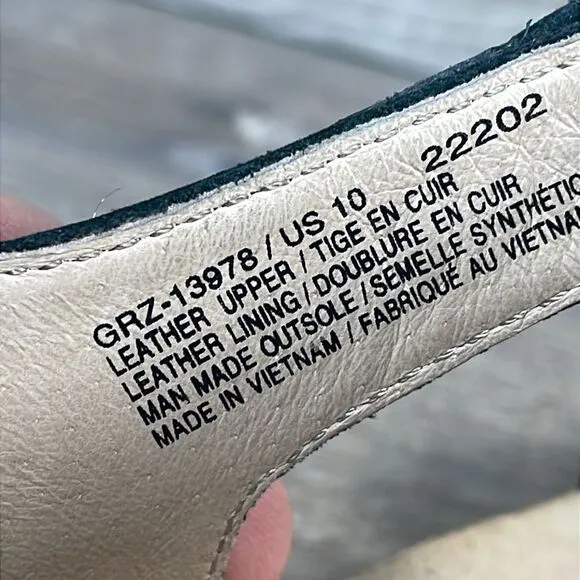 GRZ-13978 / US 10 22202
LEATHER UPPER / TIGE EN CUIR
LEATHER LINING / DOUBLURE EN CUIR
MAN MADE OUTSOLE / SEMELLE SYNTHÉTIQ
MADE IN VIETNAM / FABRIQUÉ AU VIETNA